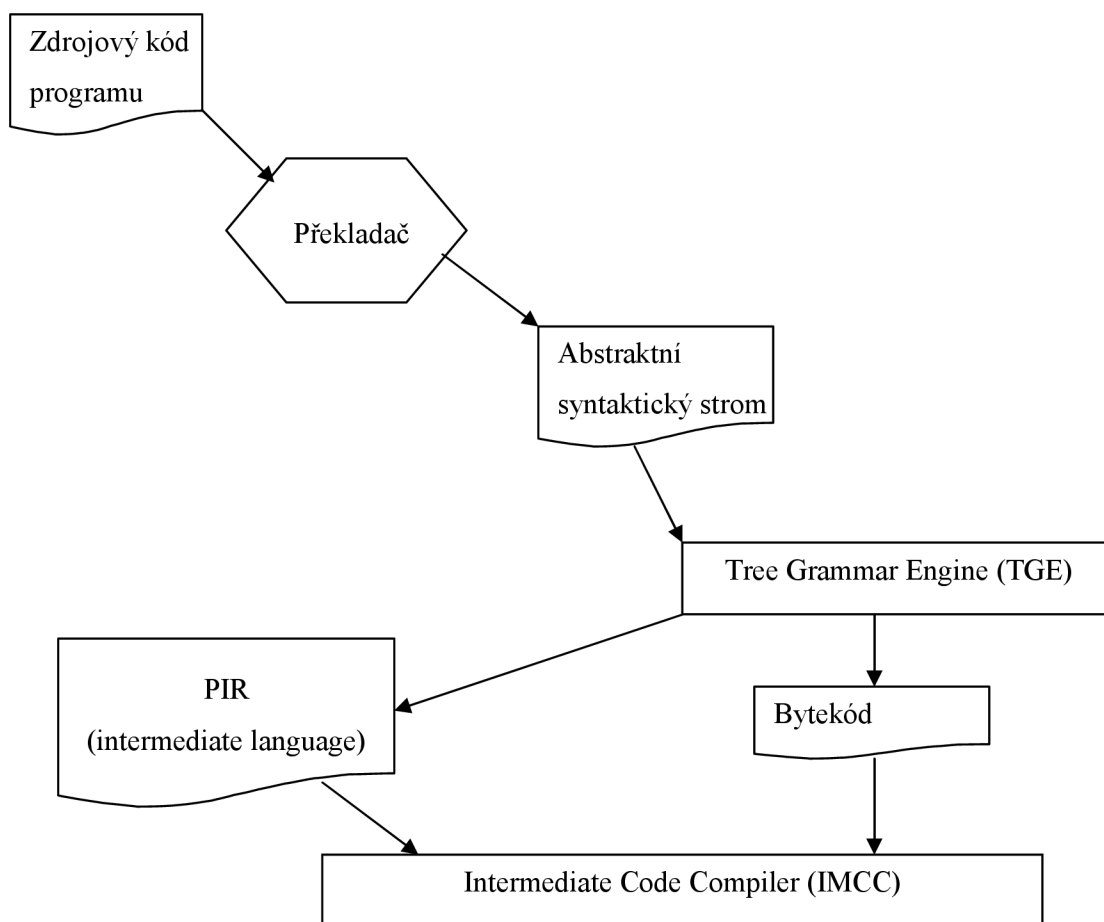 Zdrojový kód
programu
Překladač
Abstraktní
syntaktický strom
Tree Grammar Engine (TGE)
PIR
(intermediate language)
Bytekód
Intermediate Code Compiler (IMCC)